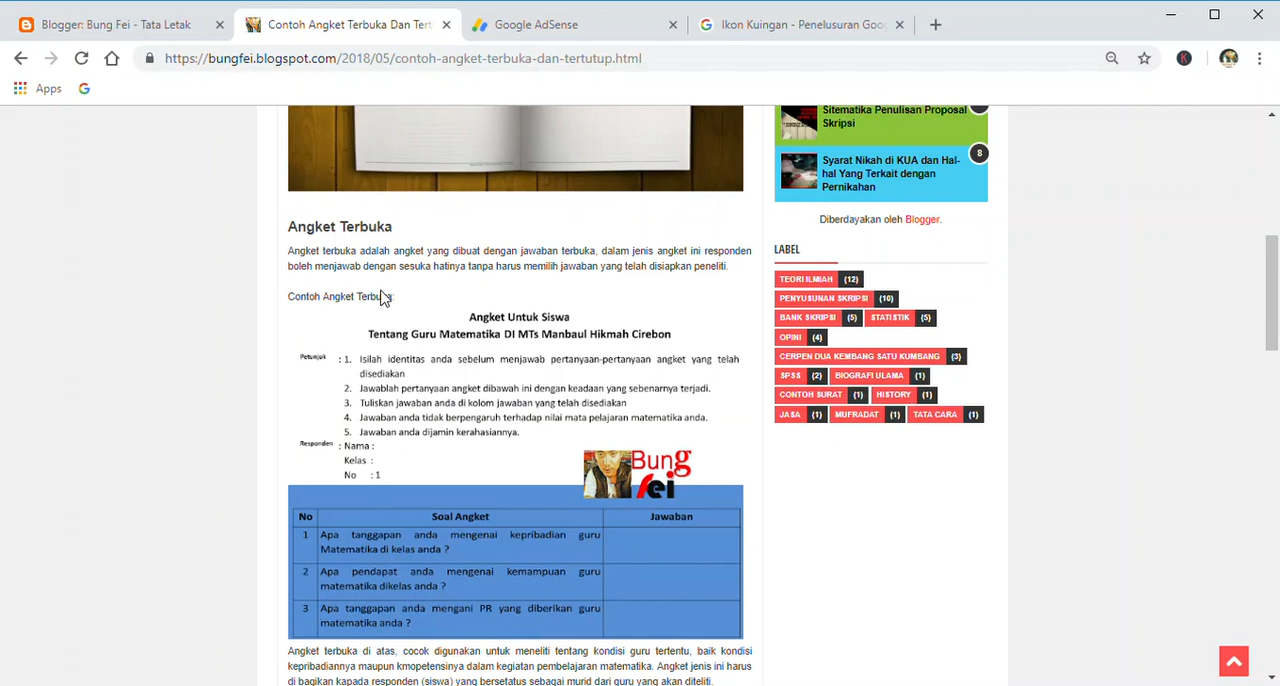 Blogger: Bung Fei - Tata Letak
Contoh Angket Terbuka Dan Tert
Google AdSense
Ikon Kuingan - Penelusuran Goo
https://bungfei.blogspot.com/2018/05/contoh-angket-terbuka-dan-tertutup.html
K
Apps
Angket Terbuka
Angket terbuka adalah angket yang dibuat dengan jawaban terbuka, dalam jenis angket ini responden
boleh menjawab dengan sesuka hatinya tanpa harus memilih jawaban yang telah disiapkan peneliti.
Contoh Angket Terbuka:
Angket Untuk Siswa
Tentang Guru Matematika DI MTs Manbaul Hikmah Cirebon
Petunjuk : 1. Isilah identitas anda sebelum menjawab pertanyaan-pertanyaan angket yang telah
disediakan
2. Jawablah pertanyaan angket dibawah ini dengan keadaan yang sebenarnya terjadi.
3. Tuliskan jawaban anda di kolom jawaban yang telah disediakan
4. Jawaban anda tidak berpengaruh terhadap nilai mata pelajaran matematika anda.
5. Jawaban anda dijamin kerahasiannya.
Responden : Nama :
Kelas :
No : 1
Bung
fei
No Soal Angket Jawaban
1 Apa tanggapan anda mengenai kepribadian guru
Matematika di kelas anda ?
2 Apa pendapat anda mengenai kemampuan guru
matematika dikelas anda ?
3 Apa tanggapan anda mengani PR yang diberikan guru
matematika anda ?
Angket terbuka di atas, cocok digunakan untuk meneliti tentang kondisi guru tertentu, baik kondisi
kepribadiannya maupun kmopetensinya dalam kegiatan pembelajaran matematika. Angket jenis ini harus
di bagikan kapada responden (siswa) yang bersetatus sebagai murid dari guru yang akan diteliti.
Sitematika Penulisan Proposal
Skripsi
Syarat Nikah di KUA dan Hal-
hal Yang Terkait dengan
Pernikahan
8
Diberdayakan oleh Blogger.
LABEL
TEORI ILMIAH (12)
PENYUSUNAN SKRIPSI (10)
BANK SKRIPSI (5) STATISTIK (5)
OPINI (4)
CERPEN DUA KEMBANG SATU KUMBANG (3)
SPSS (2) BIOGRAFI ULAMA (1)
CONTOH SURAT (1) HISTORY (1)
JASA (1) MUFRADAT (1) TATA CARA (1)